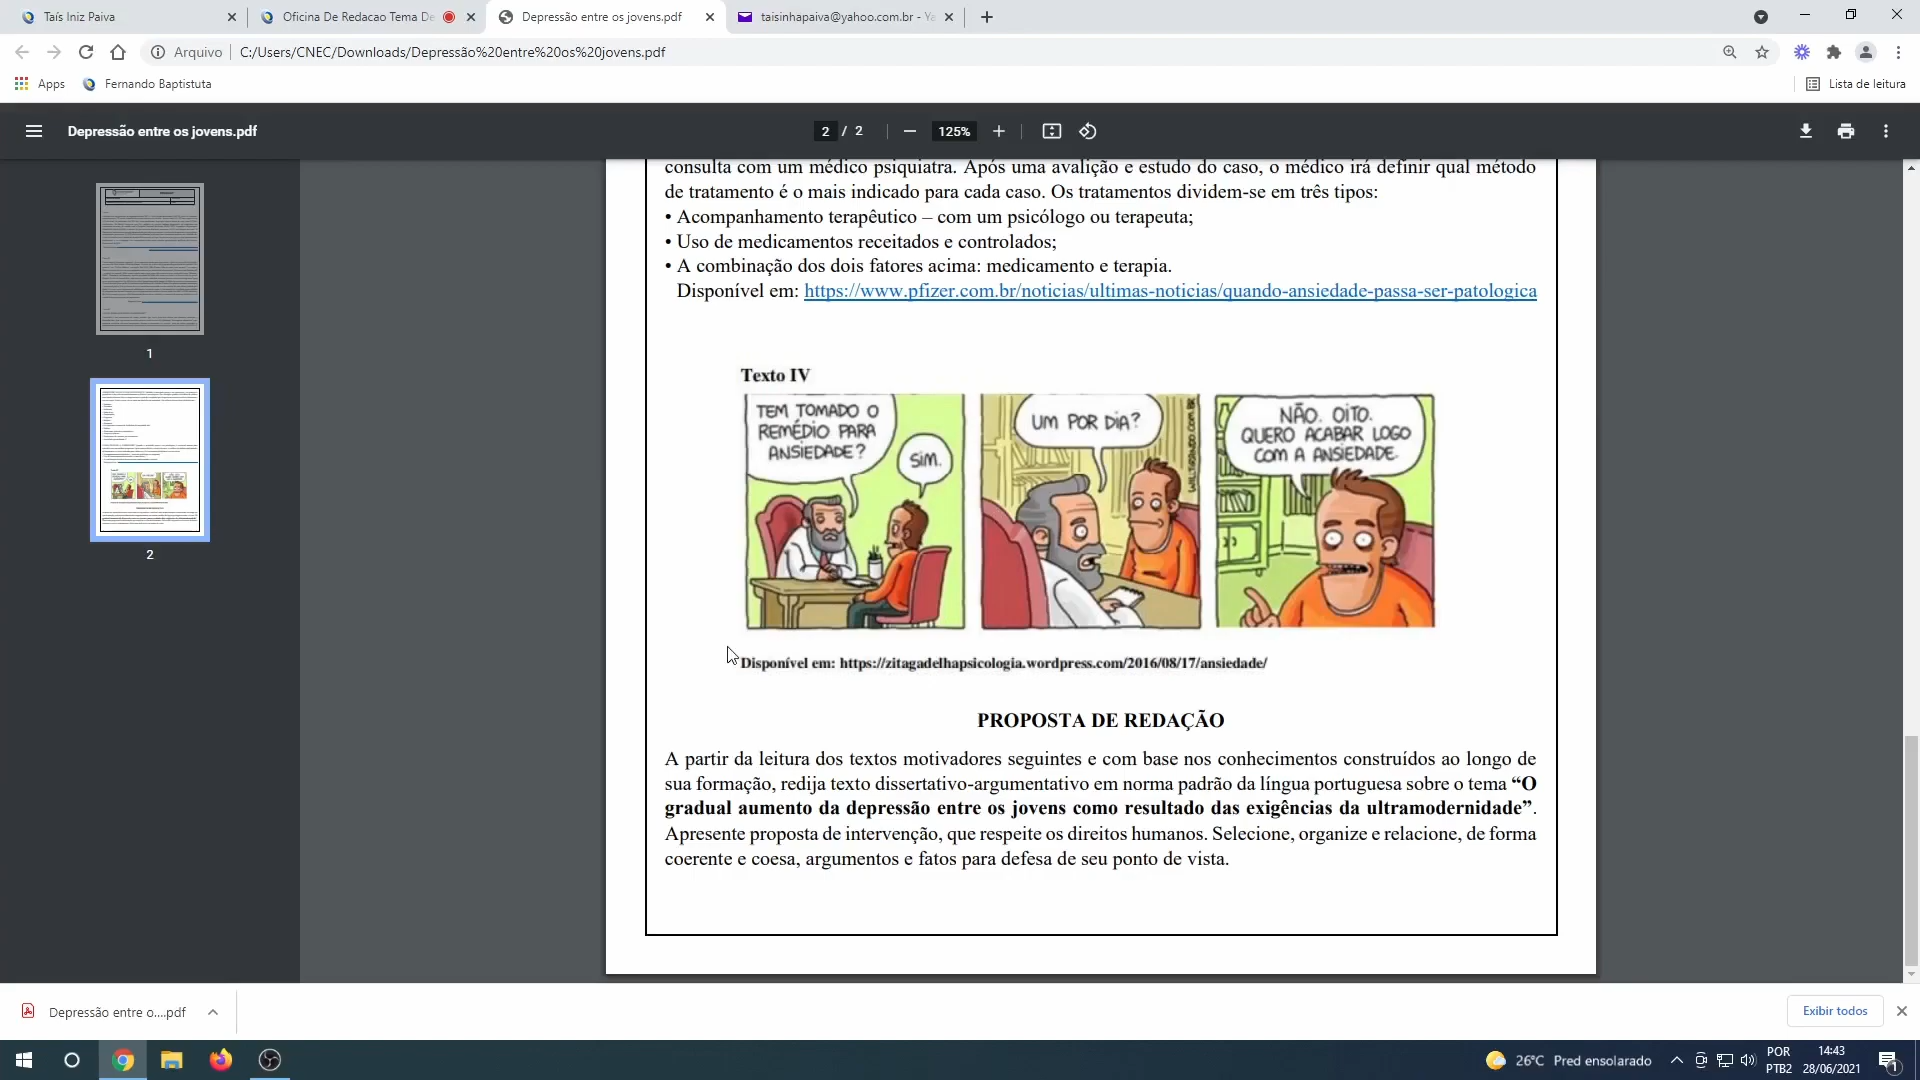 Taís Iniz Paiva
Oficina De Redacao Tema De
Depressão entre os jovens.pdf
taisinhapaiva@yahoo.com.br - Ya
Arquivo
C:/Users/CNEC/Downloads/Depressão%20entre%20os%20jovens.pdf
Apps
Fernando Baptistuta
Lista de leitura
Depressão entre os jovens.pdf
2 / 2
125%
1
2
consulta com um médico psiquiatra. Após uma avalição e estudo do caso, o médico irá definir qual método
de tratamento é o mais indicado para cada caso. Os tratamentos dividem-se em três tipos:
• Acompanhamento terapêutico – com um psicólogo ou terapeuta;
• Uso de medicamentos receitados e controlados;
• A combinação dos dois fatores acima: medicamento e terapia.
Disponível em: https://www.pfizer.com.br/noticias/ultimas-noticias/quando-ansiedade-passa-ser-patologica
Texto IV
TEM TOMADO O
REMÉDIO PARA
ANSIEDADE?
SIM.
UM POR DIA?
WILLTIRANDO.COM.BR
NÃO. OITO.
QUERO ACABAR LOGO
COM A ANSIEDADE.
Disponível em: https://zitagadelhapsicologia.wordpress.com/2016/08/17/ansiedade/
PROPOSTA DE REDAÇÃO
A partir da leitura dos textos motivadores seguintes e com base nos conhecimentos construídos ao longo de
sua formação, redija texto dissertativo-argumentativo em norma padrão da língua portuguesa sobre o tema “O
gradual aumento da depressão entre os jovens como resultado das exigências da ultramodernidade”.
Apresente proposta de intervenção, que respeite os direitos humanos. Selecione, organize e relacione, de forma
coerente e coesa, argumentos e fatos para defesa de seu ponto de vista.
Depressão entre o....pdf
Exibir todos
26°C Pred ensolarado
POR
PTB2
14:43
28/06/2021
1